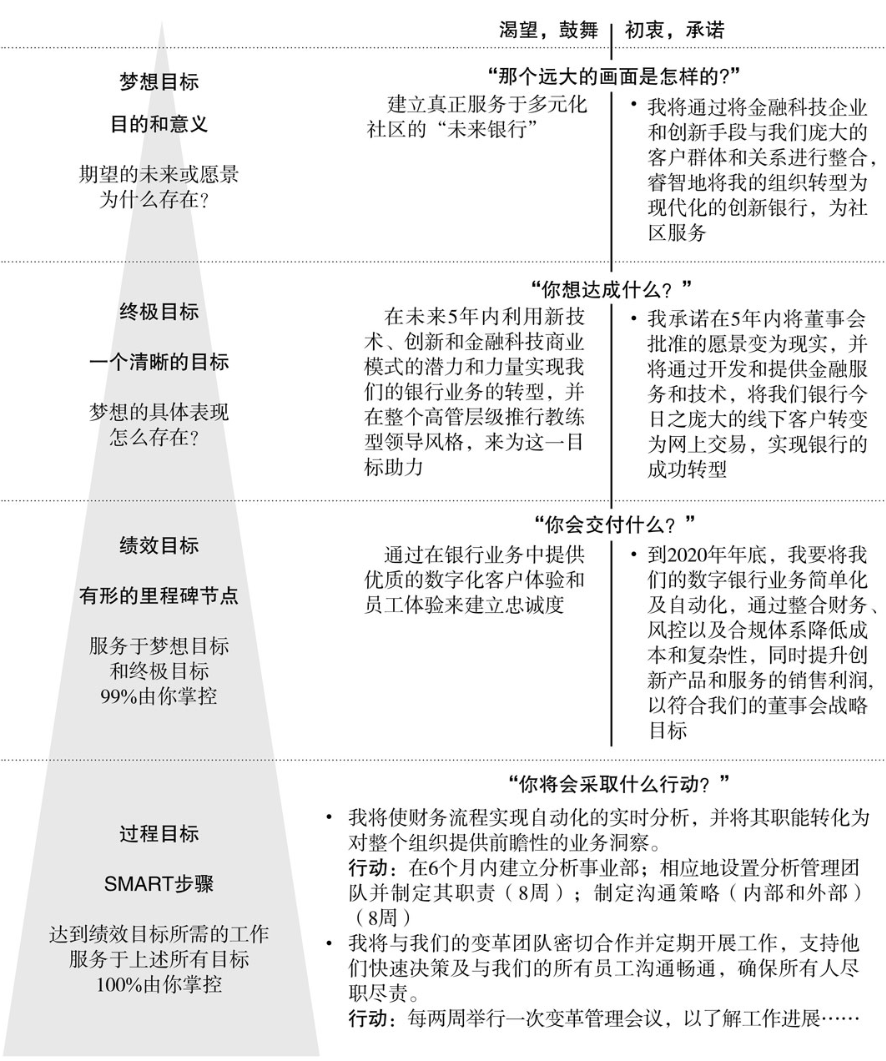 渴望，鼓舞 初衷，承诺
梦想目标
目的和意义
期望的未来或愿景
为什么存在？
“那个远大的画面是怎样的？”
建立真正服务于多元化
社区的“未来银行”
• 我将通过将金融科技企业
和创新手段与我们庞大的
客户群体和关系进行整合，
睿智地将我的组织转型为
现代化的创新银行，为社
区服务
终极目标
一个清晰的目标
梦想的具体表现
怎么存在？
“你想达成什么？”
在未来5年内利用新技
术、创新和金融科技商业
模式的潜力和力量实现我
们的银行业务的转型，并
在整个高管层级推行教练
型领导风格，来为这一目
标助力
• 我承诺在5年内将董事会
批准的愿景变为现实，并
将通过开发和提供金融服
务和技术，将我们银行今
日之庞大的线下客户转变
为网上交易，实现银行的
成功转型
绩效目标
有形的里程碑节点
服务于梦想目标
和终极目标
99%由你掌控
“你会交付什么？”
通过在银行业务中提供
优质的数字化客户体验和
员工体验来建立忠诚度
• 到2020年年底，我要将我
们的数字银行业务简单化
及自动化，通过整合财务、
风控以及合规体系降低成
本和复杂性，同时提升创
新产品和服务的销售利润，
以符合我们的董事会战略
目标
过程目标
SMART步骤
达到绩效目标所需的工作
服务于上述所有目标
100%由你掌控
“你将会采取什么行动？”
• 我将使财务流程实现自动化的实时分析，并将其职能转化为
对整个组织提供前瞻性的业务洞察。
行动：在6个月内建立分析事业部；相应地设置分析管理团
队并制定其职责（8周）；制定沟通策略（内部和外部）
（8周）
• 我将与我们的变革团队密切合作并定期开展工作，支持他
们快速决策及与我们的所有员工沟通畅通，确保所有人尽
职尽责。
行动：每两周举行一次变革管理会议，以了解工作进展……